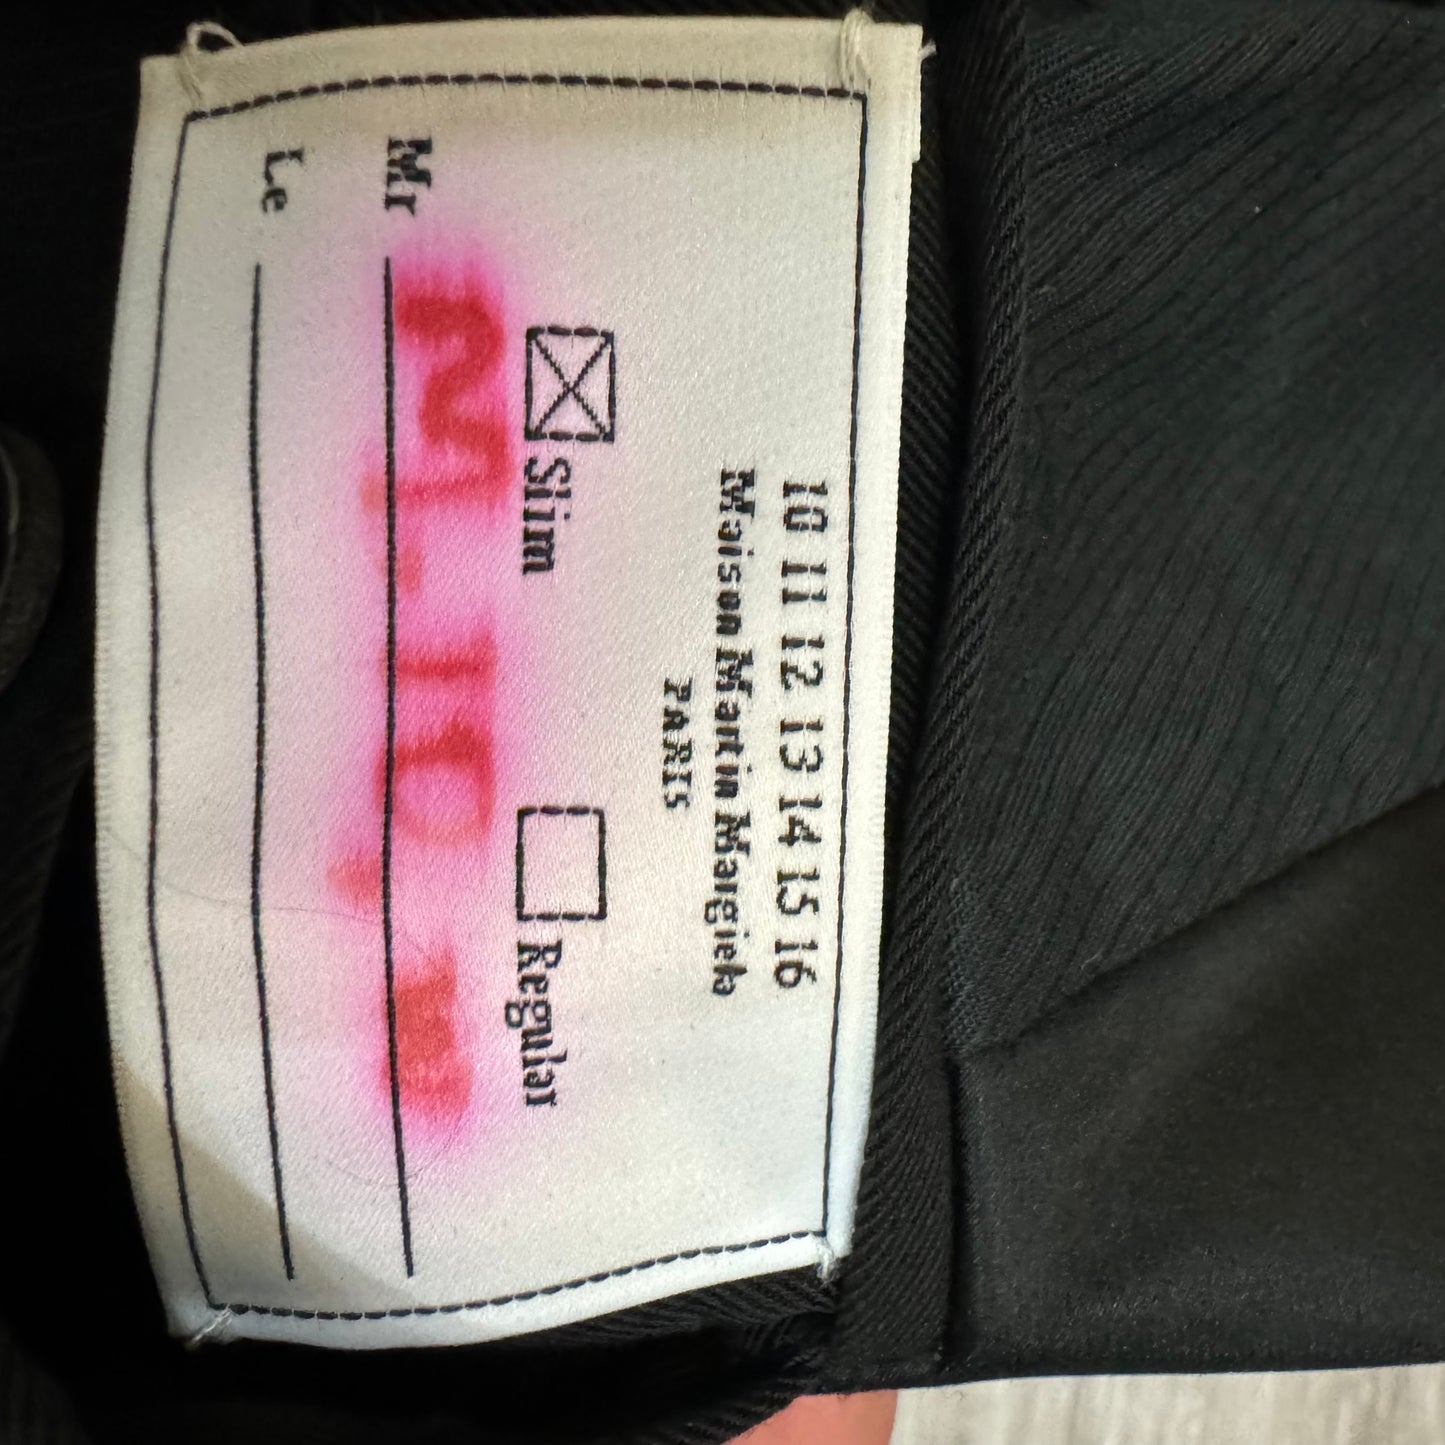 10 11 12 13 14 15 16
Maison Martin Margiela
PARIS
Slim Regular
Mr
Le